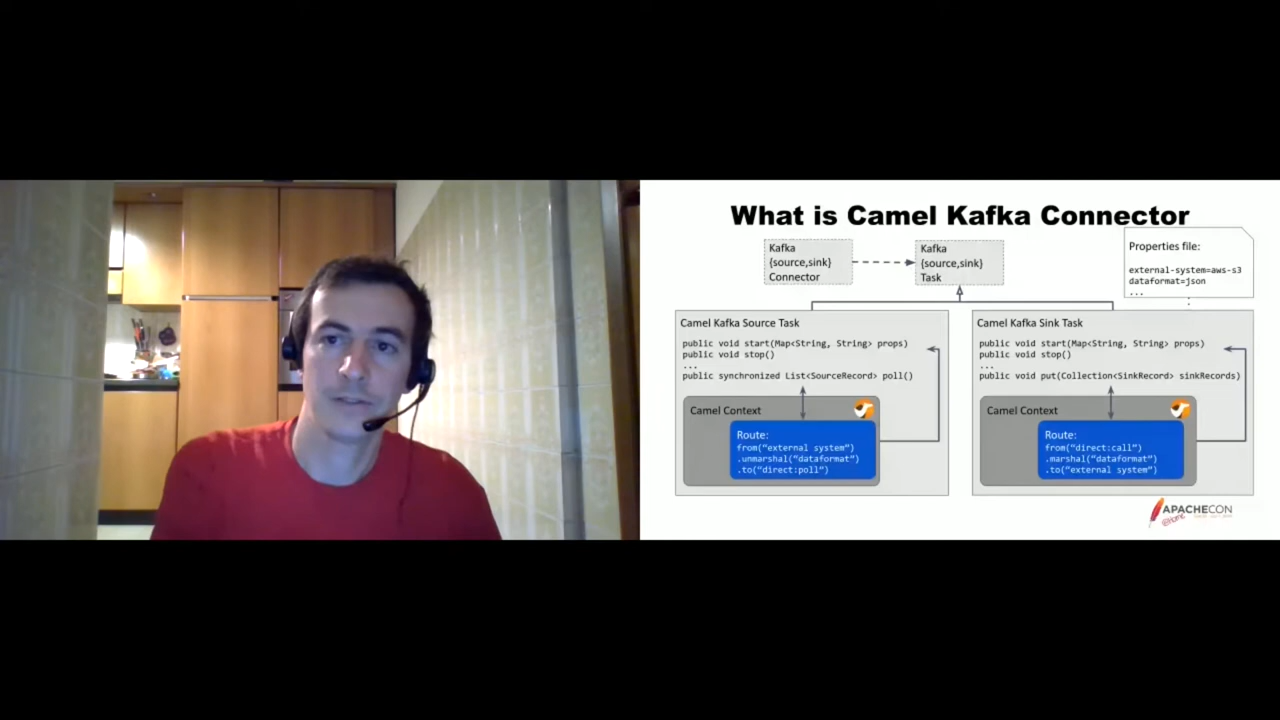 What is Camel Kafka Connector
Kafka
{source,sink}
Connector
Kafka
{source,sink}
Task
Properties file:
external-system=aws-s3
dataformat=json
...
Camel Kafka Source Task
public void start(Map<String, String> props)
public void stop()
...
public synchronized List<SourceRecord> poll()
Camel Context
Route:
from(“external system”)
.unmarshal(“dataformat”)
.to(“direct:poll”)
Camel Kafka Sink Task
public void start(Map<String, String> props)
public void stop()
...
public void put(Collection<SinkRecord> sinkRecords)
Camel Context
Route:
from(“direct:call”)
.marshal(“dataformat”)
.to(“external system”)
APACHECON
@Home